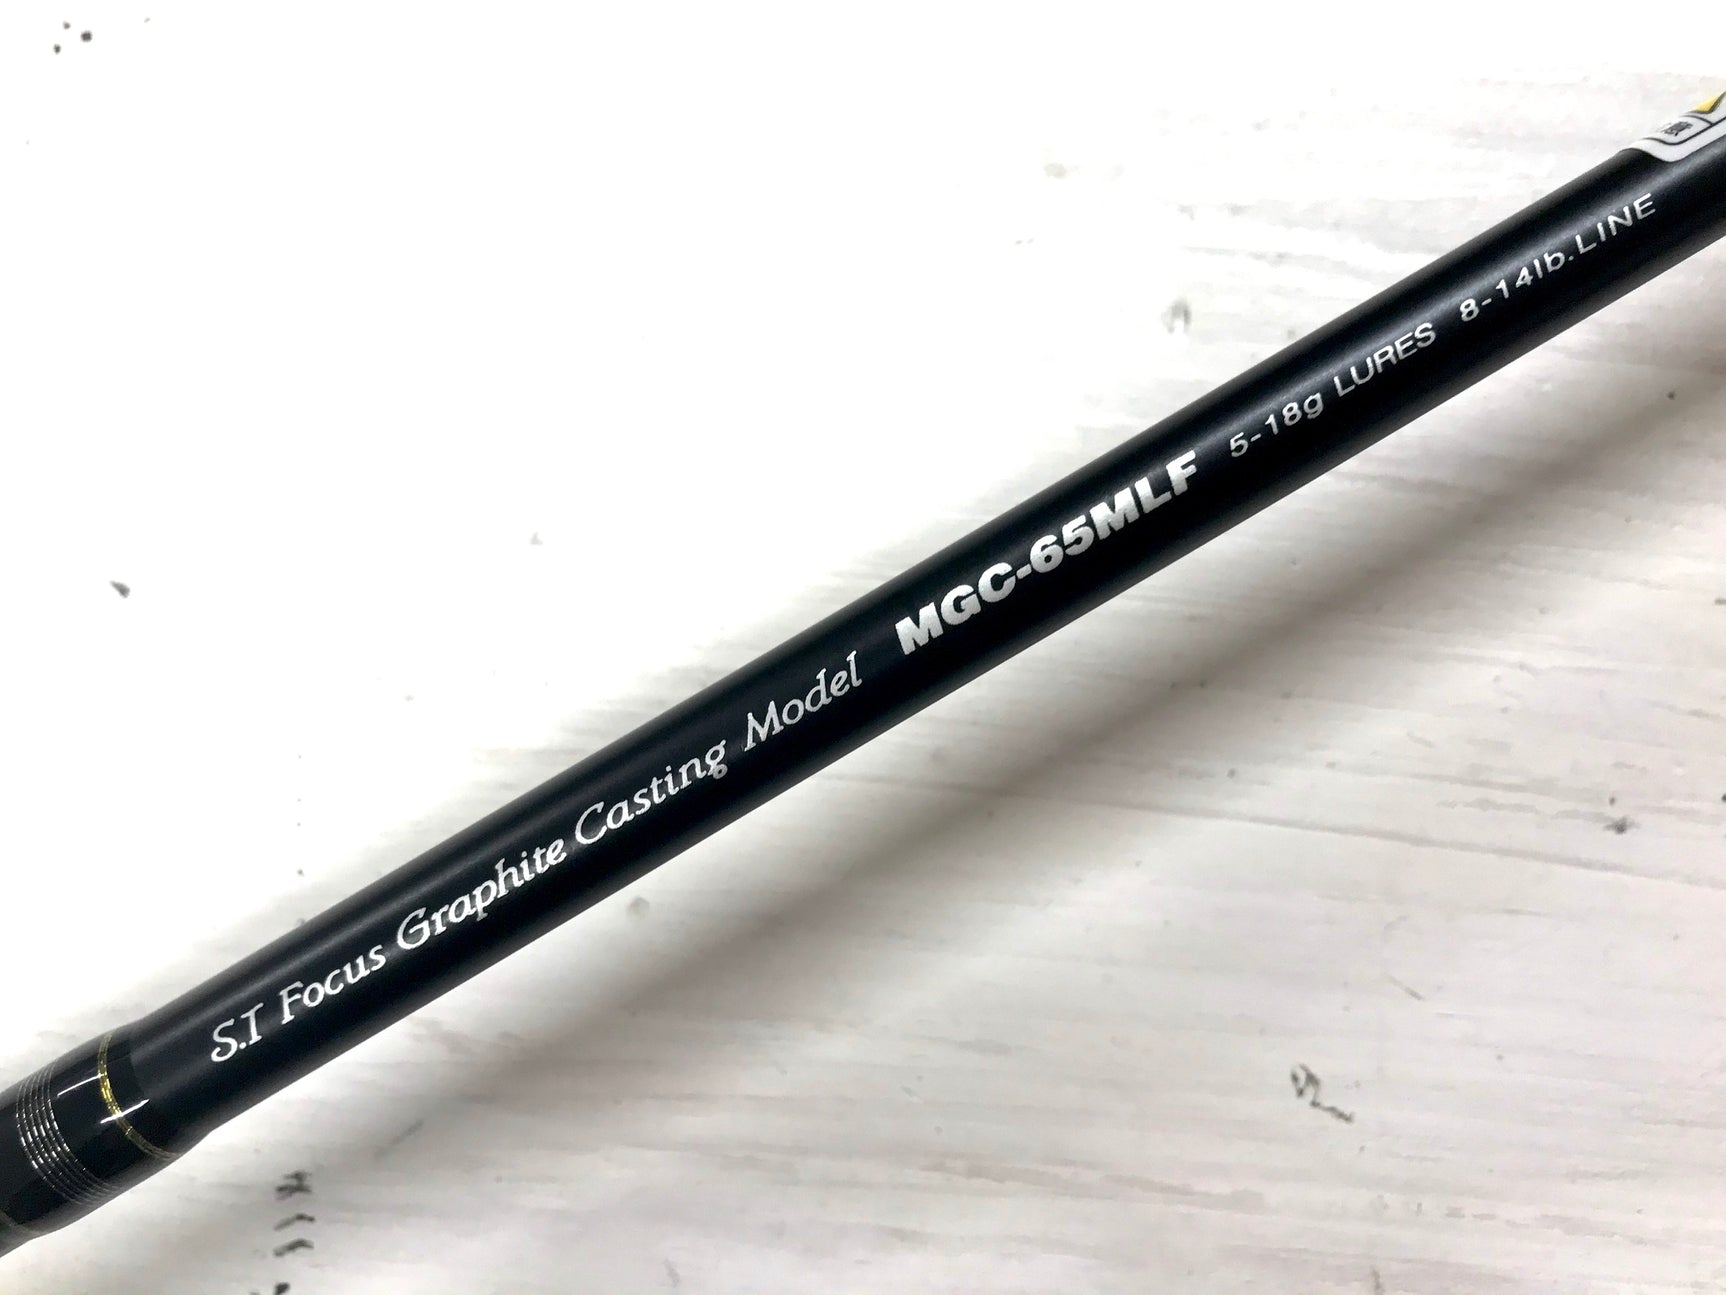 S.I Focus Graphite Casting Model MGC-65MLF 5-18g LURES 8-14lb.LINE